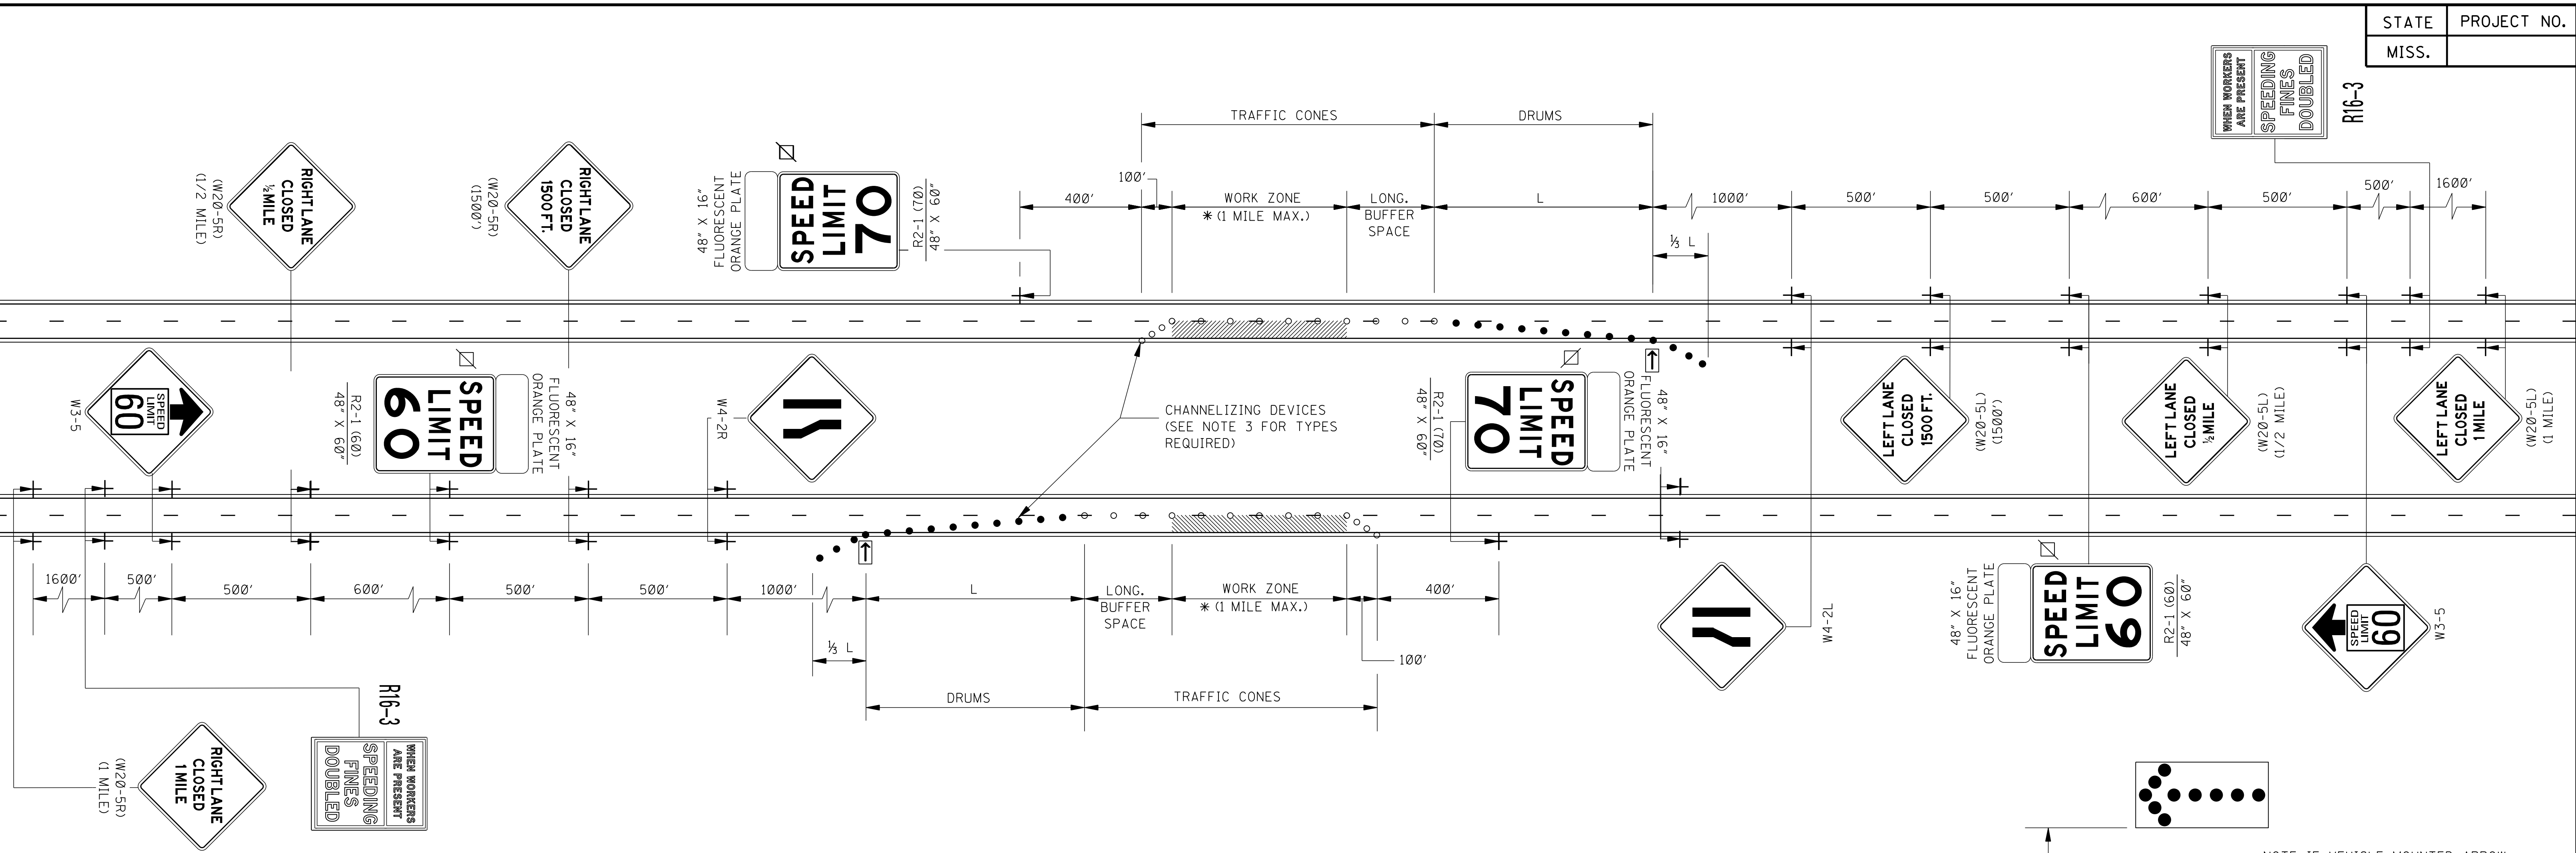 STATE
PROJECT NO.
MISS.
WHEN WORKERS
ARE PRESENT
SPEEDING
FINES
DOUBLED
R16-3
TRAFFIC CONES
DRUMS
100'
400'
WORK ZONE
* (1 MILE MAX.)
LONG.
BUFFER
SPACE
L
1000'
500'
500'
600'
500'
500'
1600'
⅓ L
RIGHT LANE
CLOSED
½ MILE
(W20-5R)
(1/2 MILE)
RIGHT LANE
CLOSED
1500 FT.
(W20-5R)
(1500')
48" X 16"
FLUORESCENT
ORANGE PLATE
SPEED
LIMIT
70
R2-1 (70)
48" X 60"
SPEED
LIMIT
60
W3-5
SPEED
LIMIT
60
R2-1 (60)
48" X 60"
48" X 16"
FLUORESCENT
ORANGE PLATE
W4-2R
CHANNELIZING DEVICES
(SEE NOTE 3 FOR TYPES
REQUIRED)
SPEED
LIMIT
70
R2-1 (70)
48" X 60"
48" X 16"
FLUORESCENT
ORANGE PLATE
LEFT LANE
CLOSED
1500 FT.
(W20-5L)
(1500')
LEFT LANE
CLOSED
½ MILE
(W20-5L)
(1/2 MILE)
LEFT LANE
CLOSED
1 MILE
(W20-5L)
(1 MILE)
1600'
500'
500'
600'
500'
500'
1000'
L
LONG.
BUFFER
SPACE
WORK ZONE
* (1 MILE MAX.)
400'
⅓ L
100'
DRUMS
TRAFFIC CONES
W4-2L
48" X 16"
FLUORESCENT
ORANGE PLATE
SPEED
LIMIT
60
R2-1 (60)
48" X 60"
SPEED
LIMIT
60
W3-5
(W20-5R)
(1 MILE)
RIGHT LANE
CLOSED
1 MILE
R16-3
WHEN WORKERS
ARE PRESENT
SPEEDING
FINES
DOUBLED